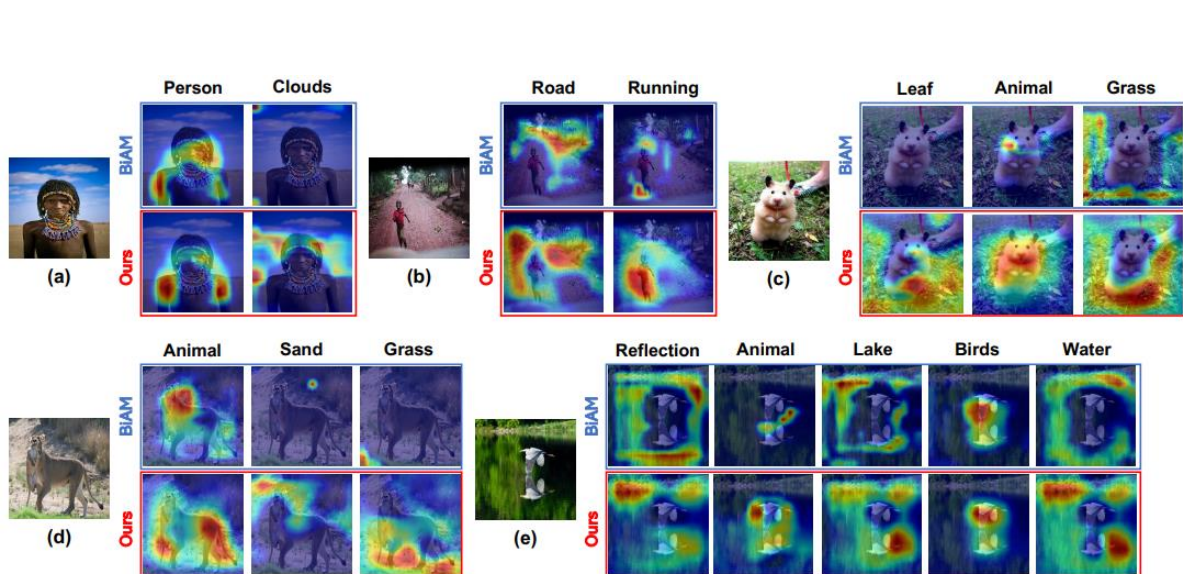 Person Clouds
BiAM
Ours
(a)
Road Running
BiAM
Ours
(b)
Leaf Animal Grass
BiAM
Ours
(c)
Animal Sand Grass
BiAM
Ours
(d)
Reflection Animal Lake Birds Water
BiAM
Ours
(e)